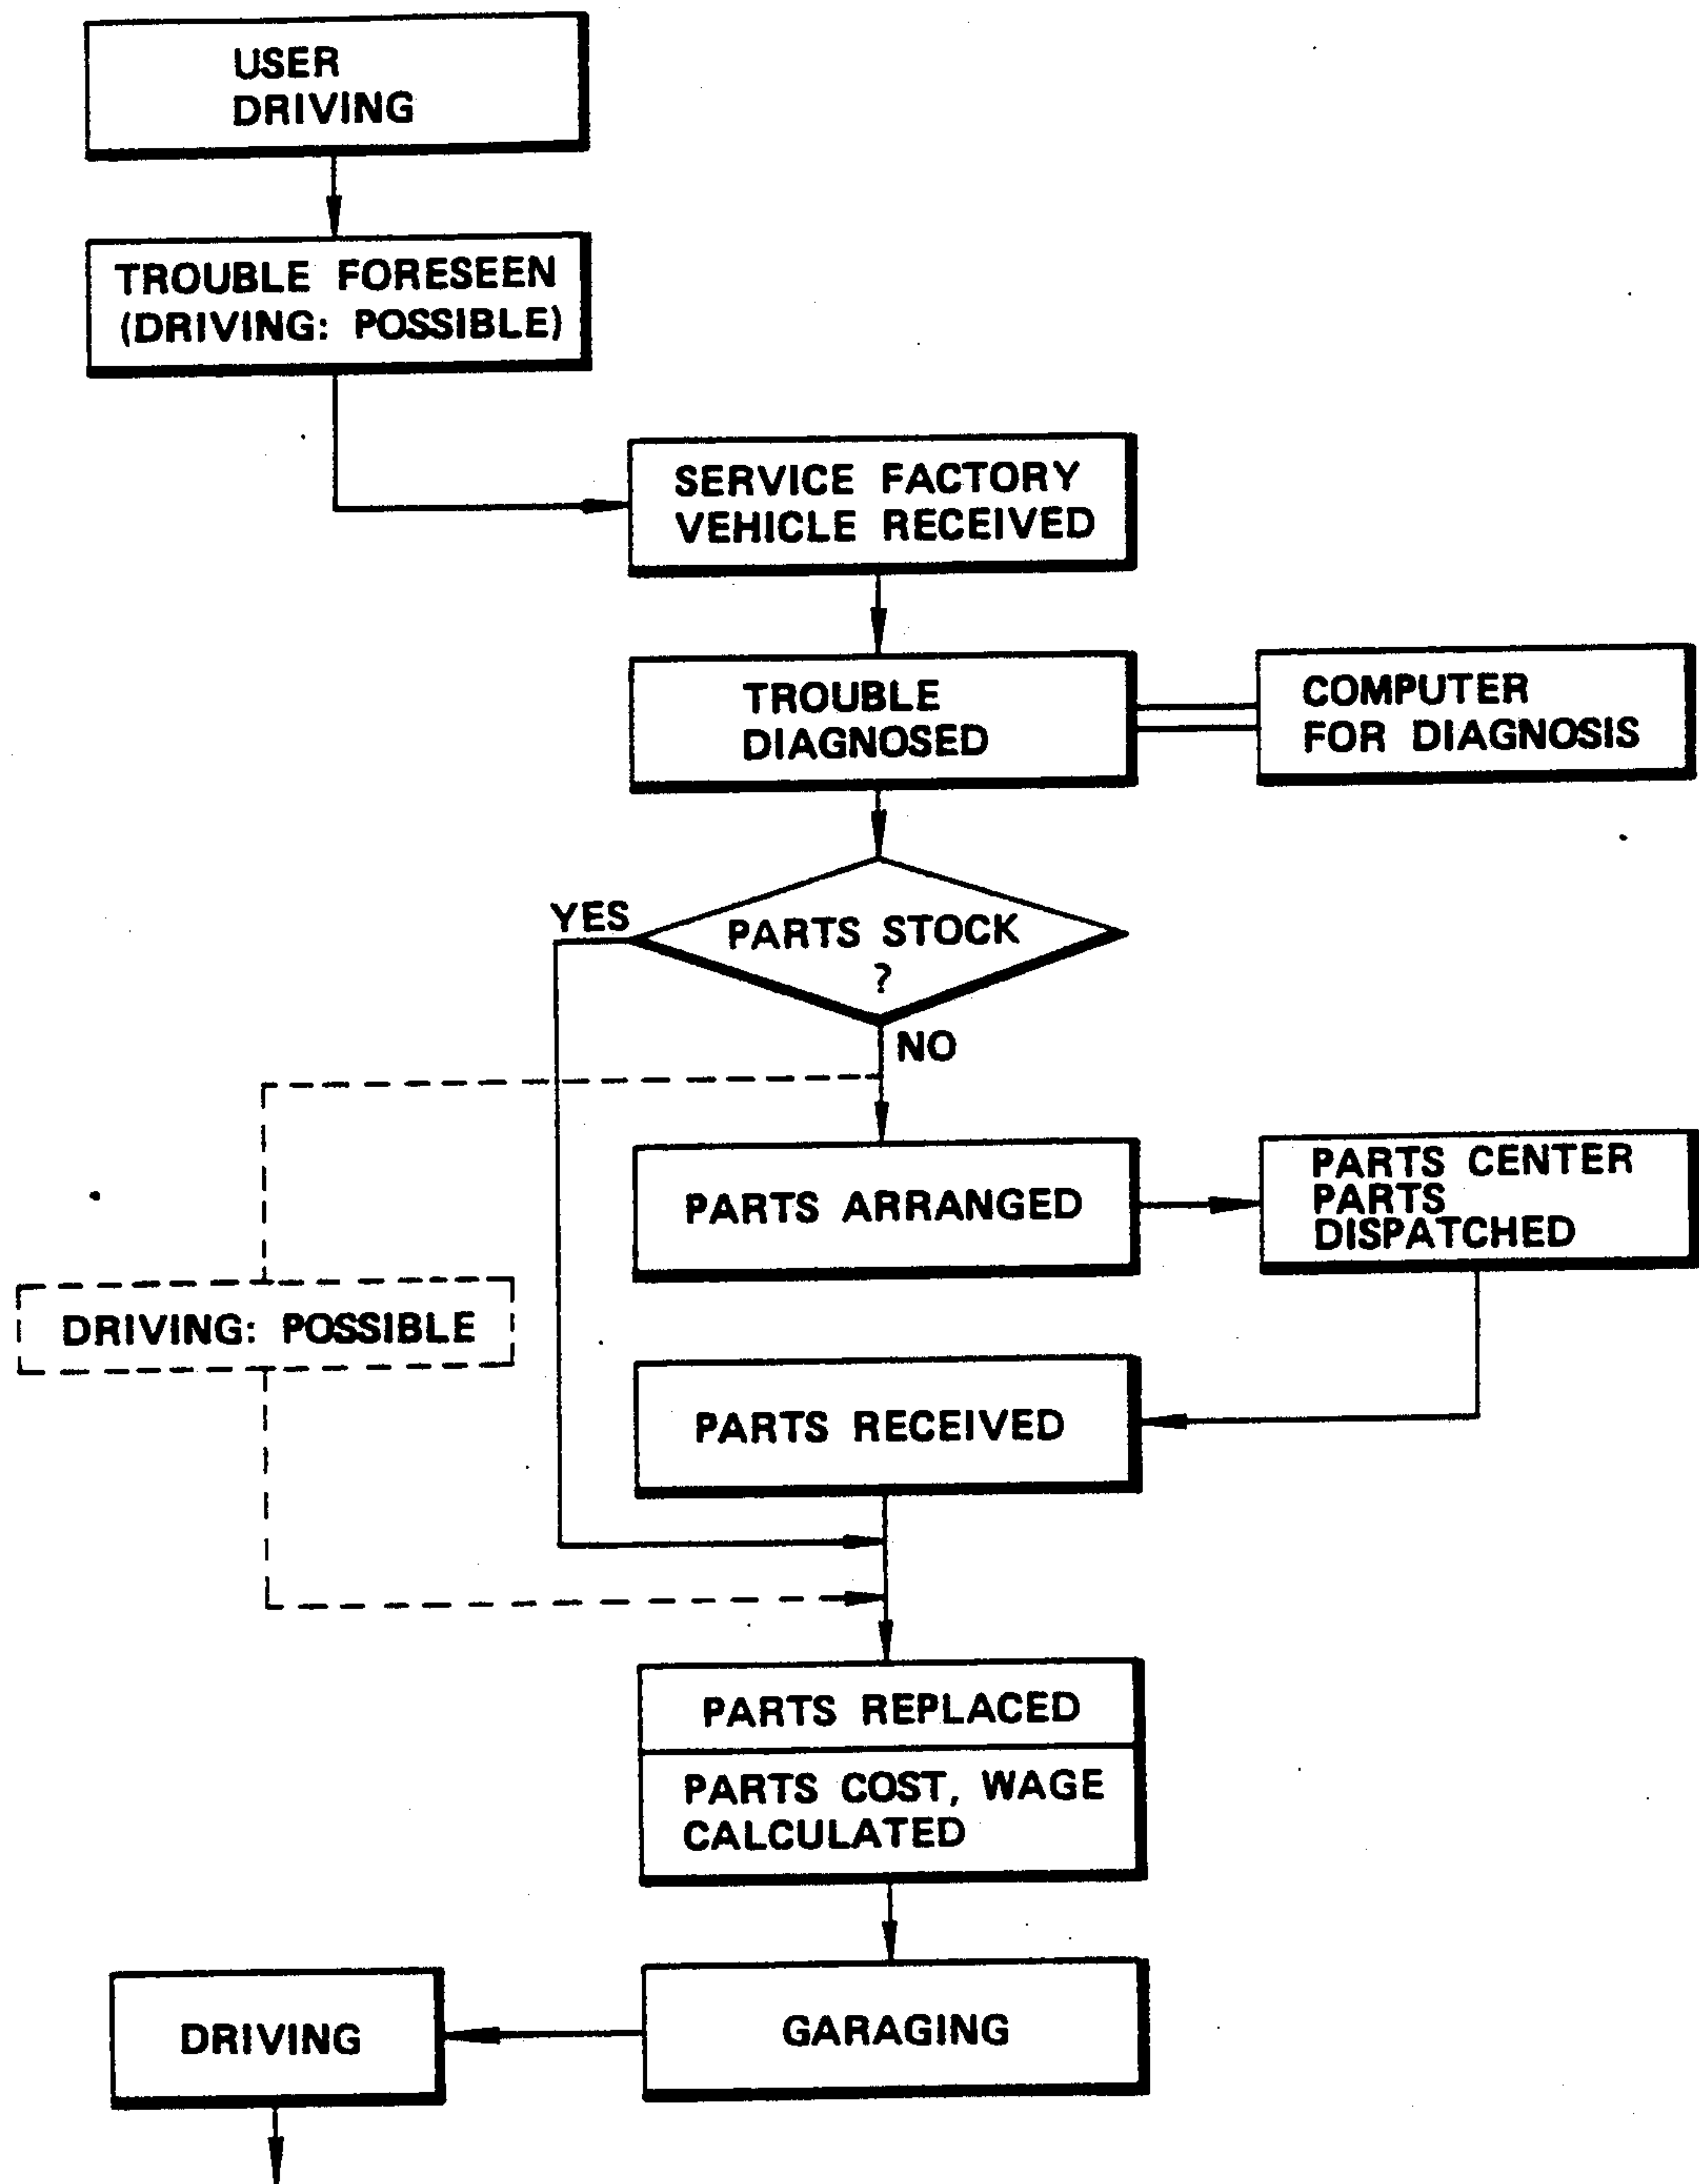 USER
DRIVING
TROUBLE FORESEEN
(DRIVING: POSSIBLE)
SERVICE FACTORY
VEHICLE RECEIVED
TROUBLE
DIAGNOSED
COMPUTER
FOR DIAGNOSIS
YES
PARTS STOCK
?
NO
PARTS ARRANGED
PARTS CENTER
PARTS
DISPATCHED
DRIVING: POSSIBLE
PARTS RECEIVED
PARTS REPLACED
PARTS COST, WAGE
CALCULATED
GARAGING
DRIVING